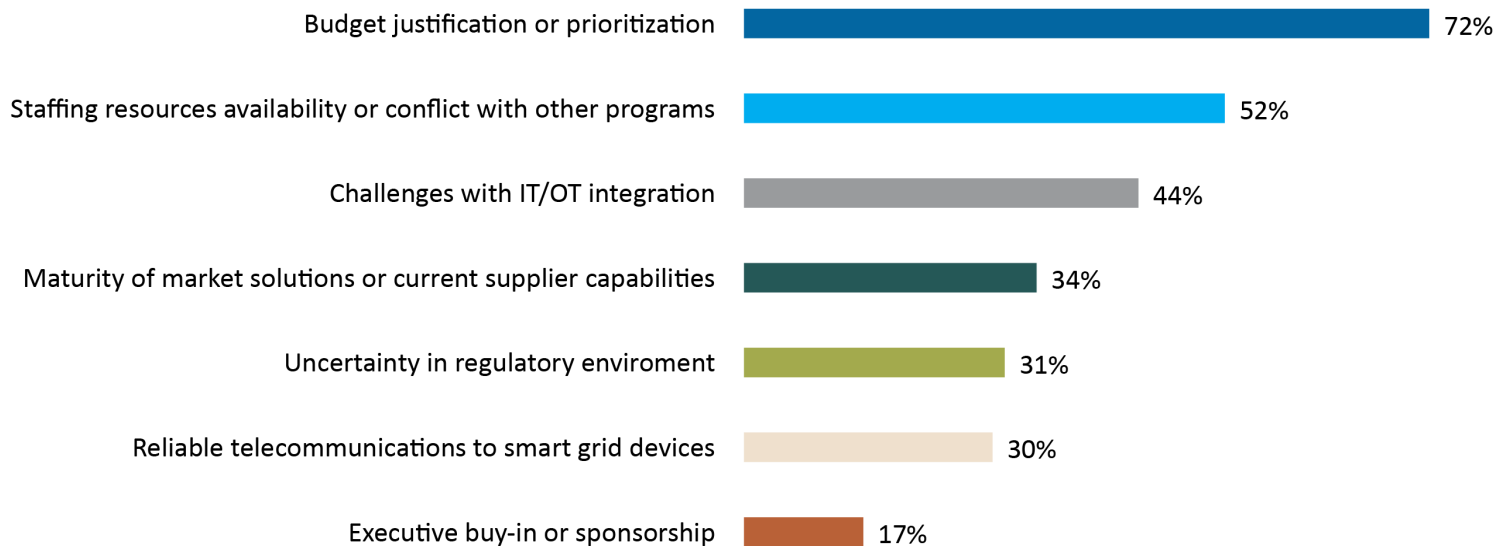 Budget justification or prioritization 72%
Staffing resources availability or conflict with other programs 52%
Challenges with IT/OT integration 44%
Maturity of market solutions or current supplier capabilities 34%
Uncertainty in regulatory enviroment 31%
Reliable telecommunications to smart grid devices 30%
Executive buy-in or sponsorship 17%